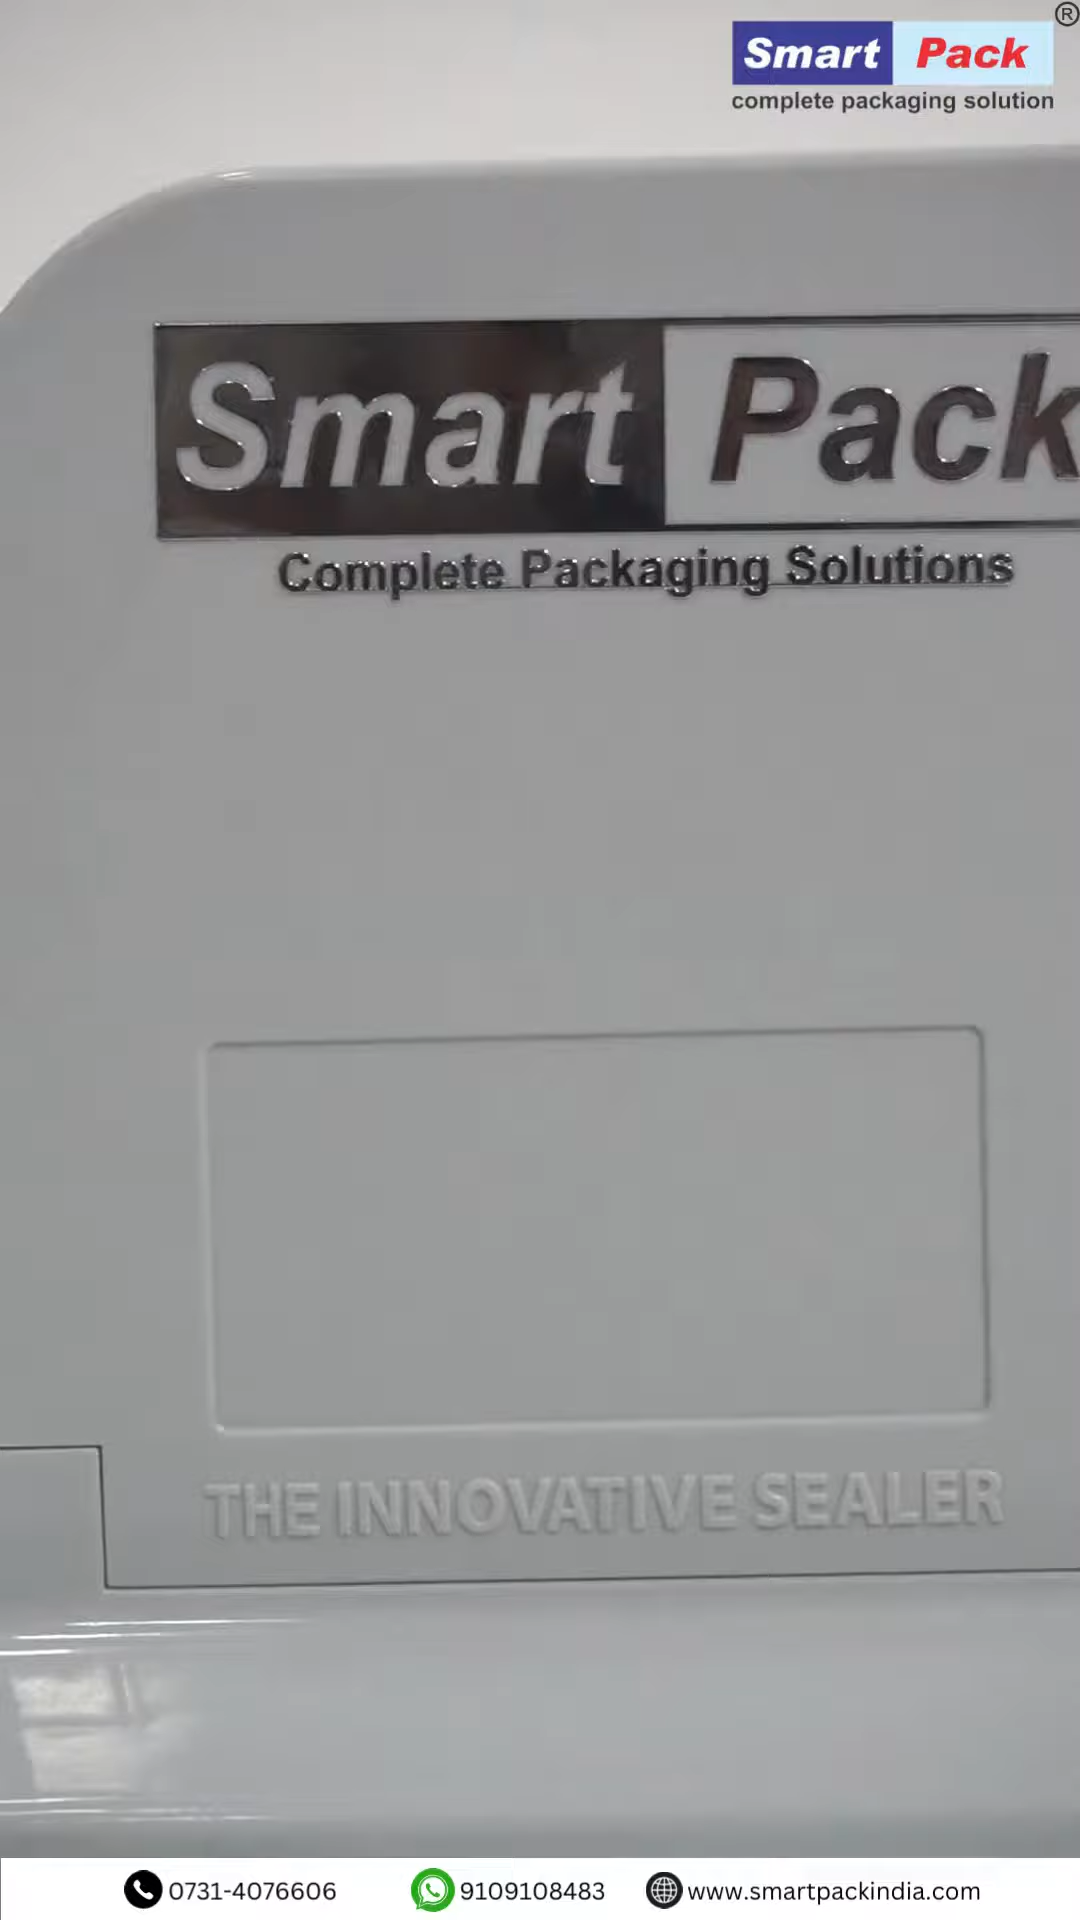 ®
Smart Pack
complete packaging solution
Smart Pack
Complete Packaging Solutions
THE INNOVATIVE SEALER
0731-4076606 9109108483 www.smartpackindia.com